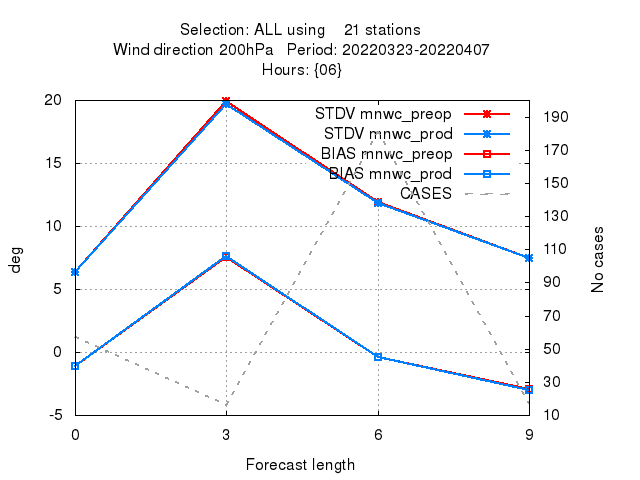 Selection: ALL using    21 stations
Wind direction 200hPa   Period: 20220323-20220407
Hours: {06}
STDV mnwc_preop
STDV mnwc_prod
BIAS mnwc_preop
BIAS mnwc_prod
CASES
20
15
10
5
0
-5
deg
190
170
150
130
110
90
70
50
30
10
No cases
0 3 6 9
Forecast length